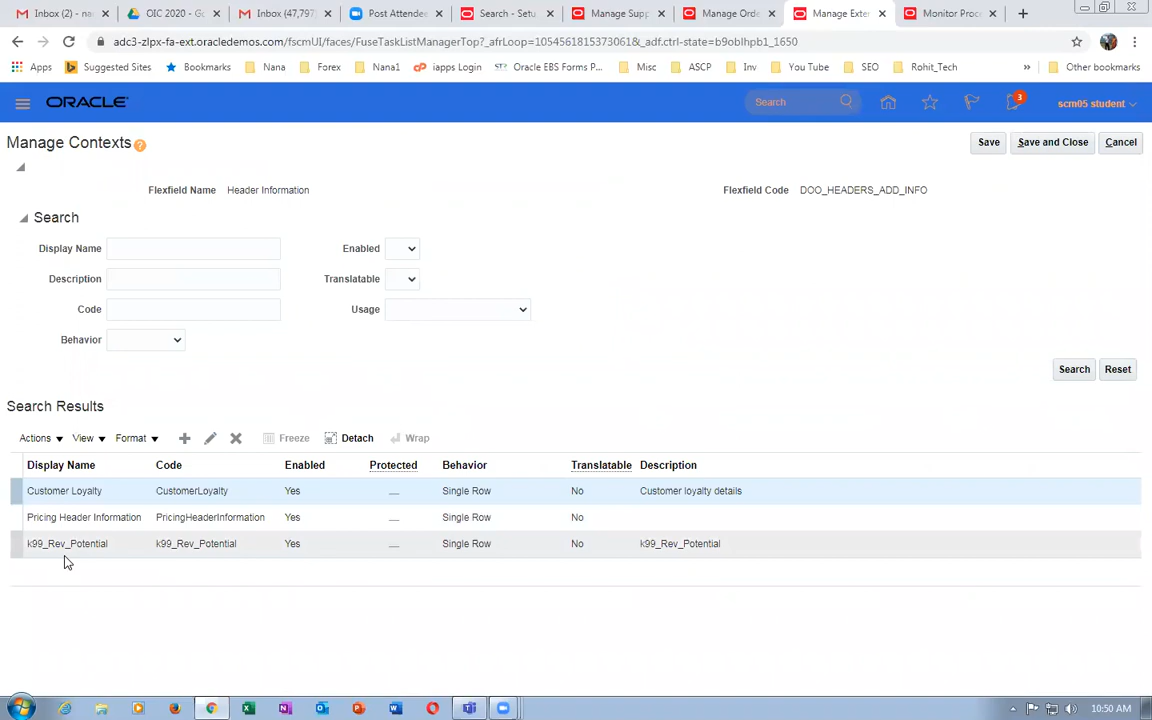 Inbox (2) - na
OIC 2020 - Go
Inbox (47,797)
Post Attendee
Search - Setu
Manage Supp
Manage Orde
Manage Exter
Monitor Proc
adc3-zlpx-fa-ext.oracledemos.com/fscmUI/faces/FuseTaskListManagerTop?_afrLoop=1054561815373061&_adf.ctrl-state=b9oblhpb1_1650
Apps Suggested Sites Bookmarks Nana Forex Nana1 iapps Login Oracle EBS Forms P... Misc ASCP Inv You Tube SEO Rohit_Tech » Other bookmarks
ORACLE Search 3 scm05 student
Manage Contexts Save Save and Close Cancel
Flexfield Name Header Information Flexfield Code DOO_HEADERS_ADD_INFO
Search
Display Name Enabled
Description Translatable
Code Usage
Behavior
Search Reset
Search Results
Actions View Format Freeze Detach Wrap
Display Name Code Enabled Protected Behavior Translatable Description
Customer Loyalty CustomerLoyalty Yes Single Row No Customer loyalty details
Pricing Header Information PricingHeaderInformation Yes Single Row No
k99_Rev_Potential k99_Rev_Potential Yes Single Row No k99_Rev_Potential
10:50 AM